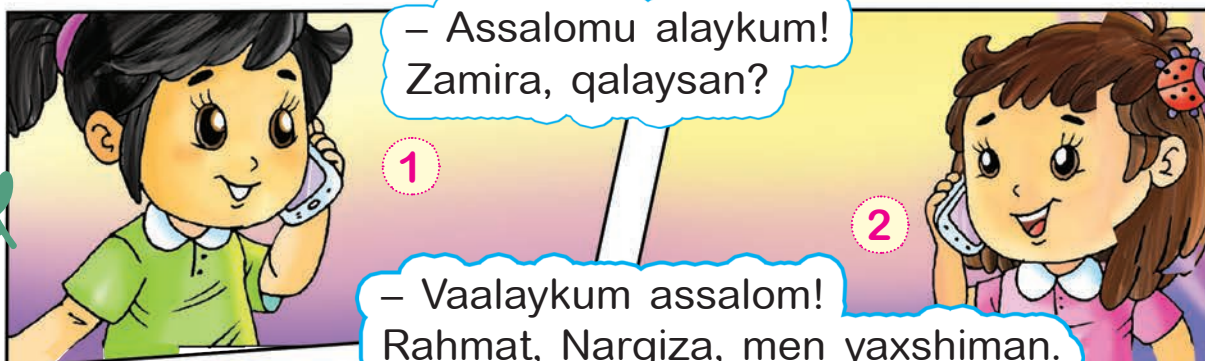 – Assalomu alaykum!
Zamira, qalaysan?
1
2
– Vaalaykum assalom!
Rahmat, Nargiza, men yaxshiman.